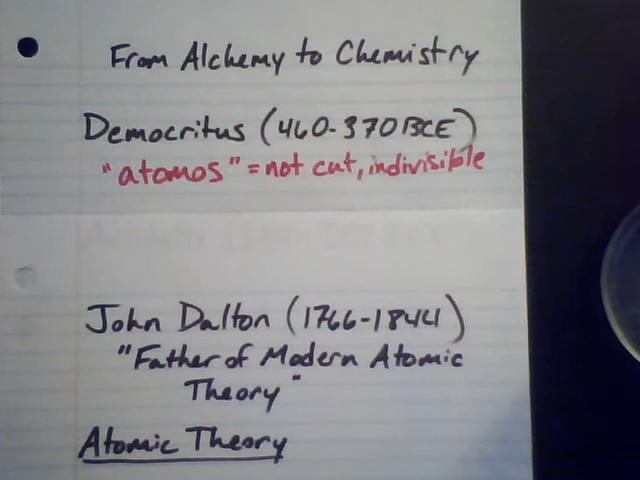 From Alchemy to Chemistry
Democritus (460-370 BCE)
"atomos" = not cut, indivisible
John Dalton (1766-1844)
"Father of Modern Atomic
Theory"
Atomic Theory